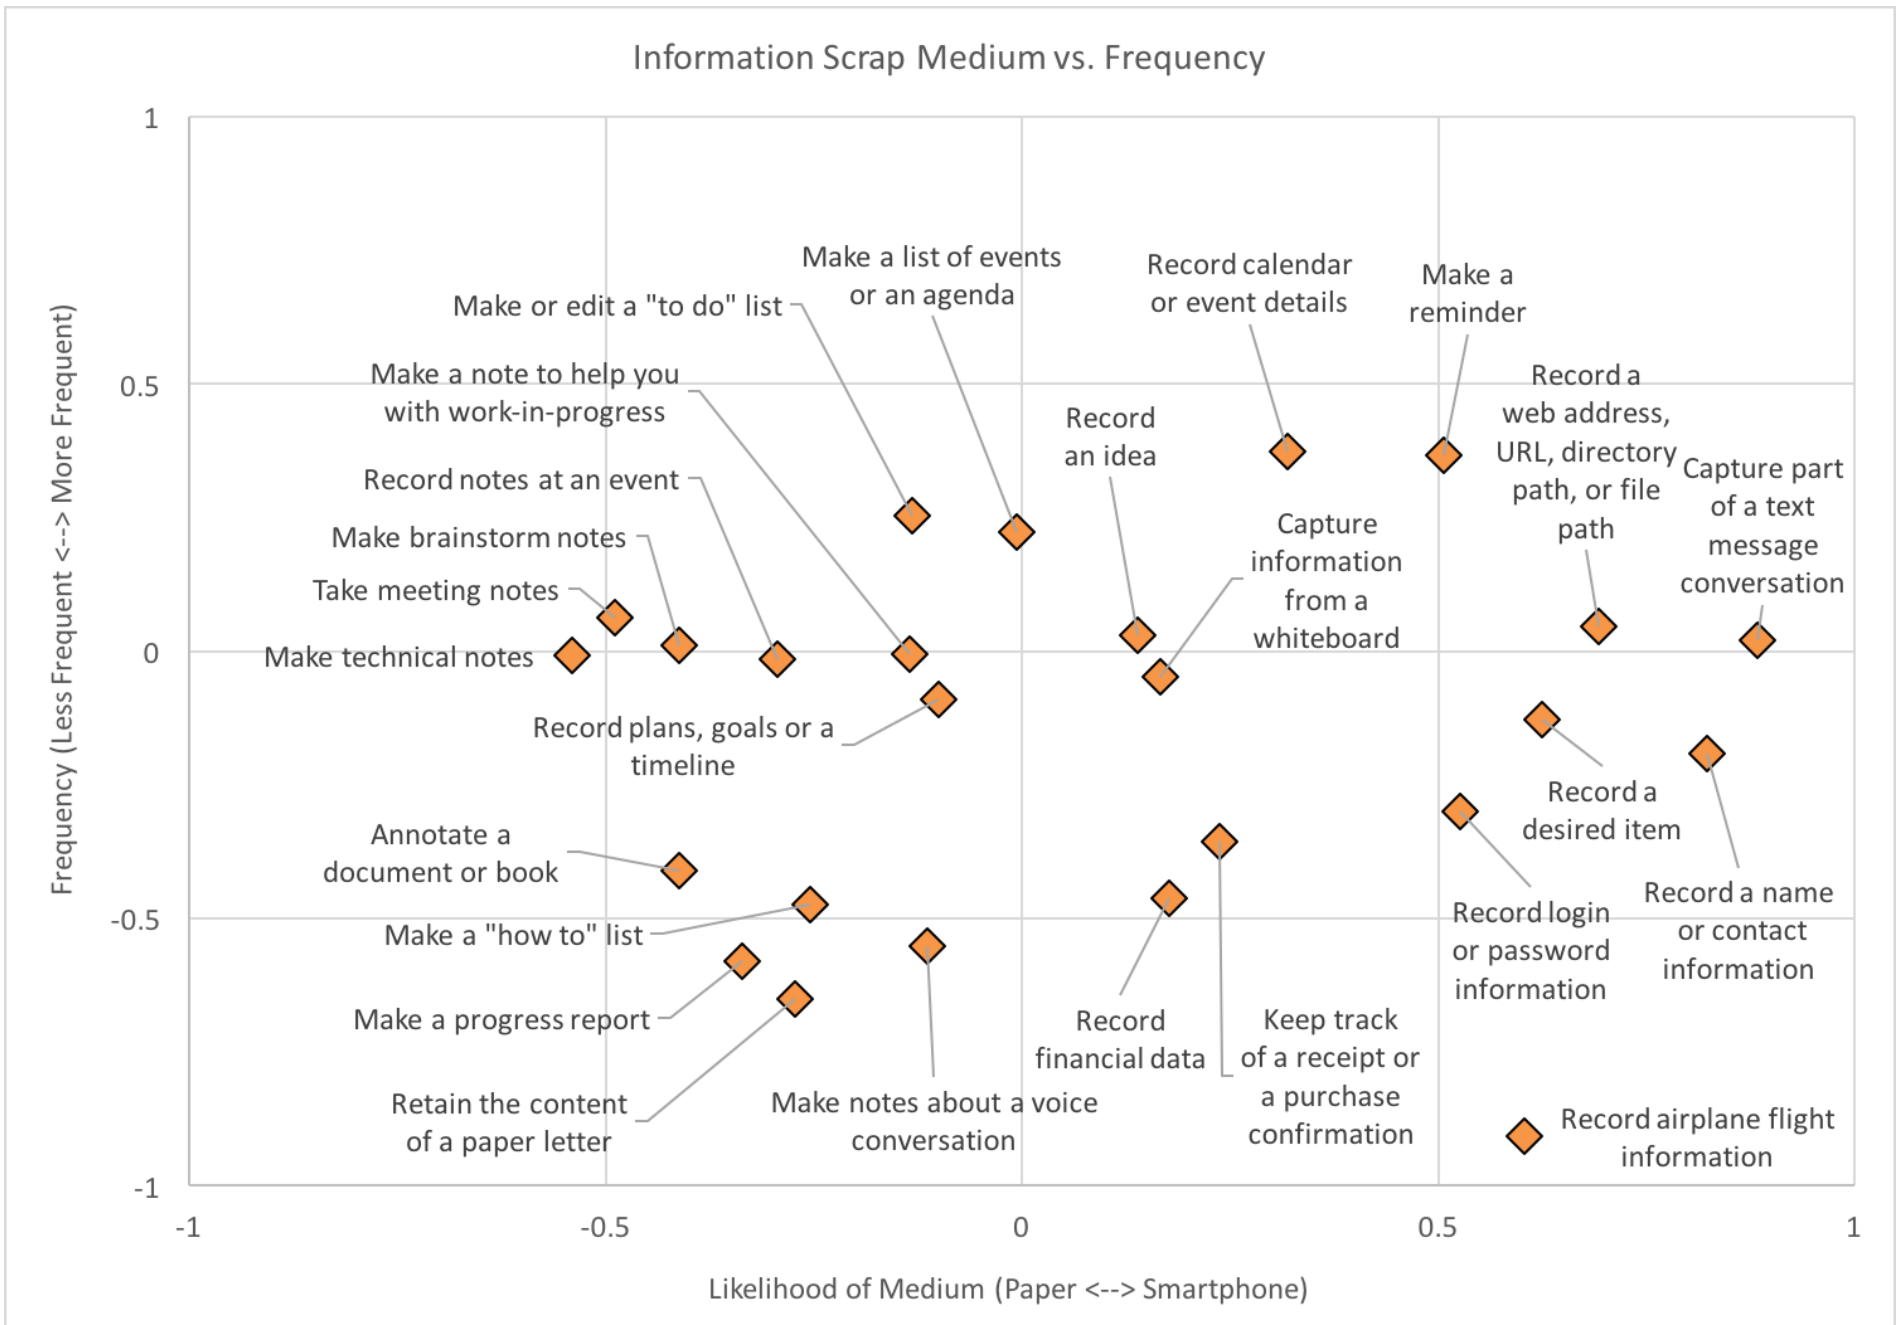 Information Scrap Medium vs. Frequency
1
0.5
0
-0.5
-1
-1
-0.5
0
0.5
1
Frequency (Less Frequent <--> More Frequent)
Likelihood of Medium (Paper <--> Smartphone)
Make a list of events
or an agenda
Record calendar
or event details
Make a
reminder
Make or edit a "to do" list
Make a note to help you
with work-in-progress
Record
an idea
Record a
web address,
URL, directory
path, or file
path
Capture part
of a text
message
conversation
Record notes at an event
Make brainstorm notes
Take meeting notes
Make technical notes
Capture
information
from a
whiteboard
Record plans, goals or a
timeline
Record a
desired item
Annotate a
document or book
Make a "how to" list
Record login
or password
information
Record a name
or contact
information
Make a progress report
Record
financial data
Keep track
of a receipt or
a purchase
confirmation
Retain the content
of a paper letter
Make notes about a voice
conversation
Record airplane flight
information